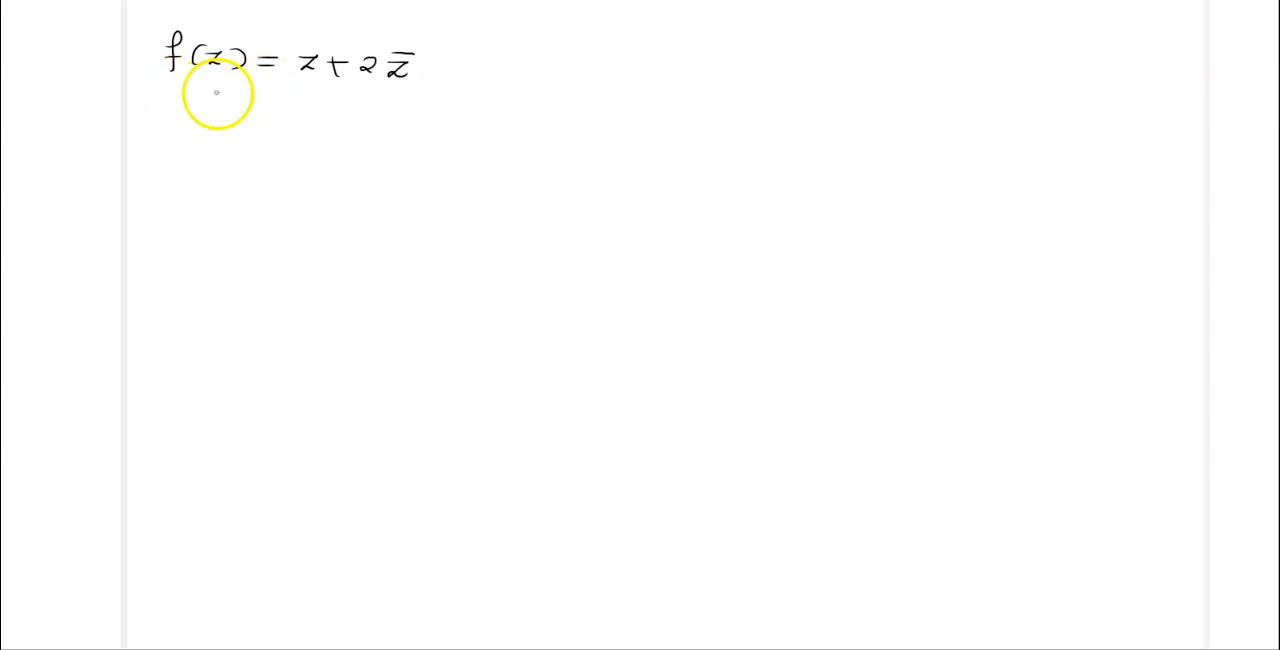 f(z) = z + 2z̅